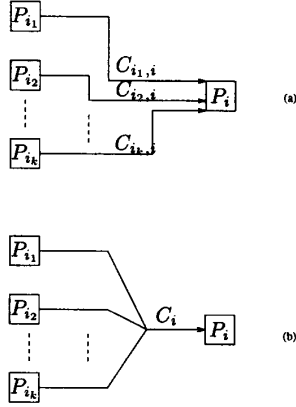 P_{i_1}
C_{i_1,i}
P_{i_2}
C_{i_2,i}
P_i
(a)
P_{i_k}
C_{i_k,i}
P_{i_1}
P_{i_2}
C_i
P_i
(b)
P_{i_k}